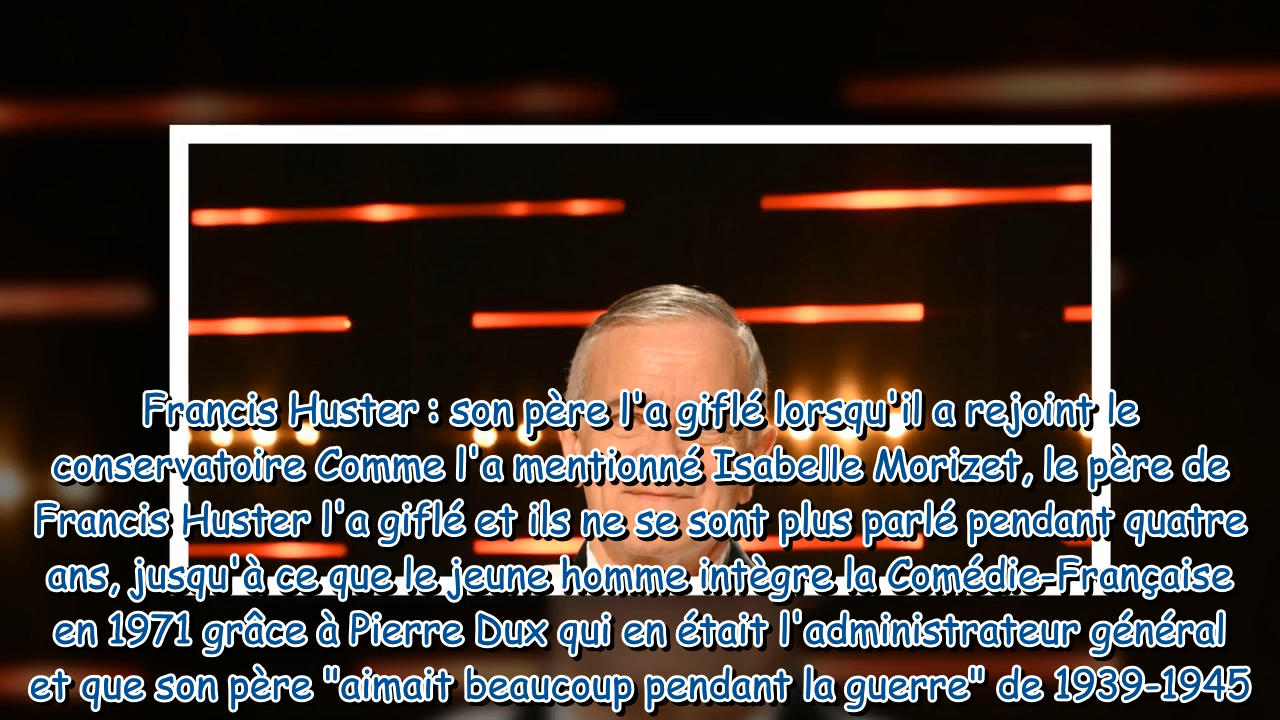 Francis Huster : son père l'a giflé lorsqu'il a rejoint le
conservatoire Comme l'a mentionné Isabelle Morizet, le père de
Francis Huster l'a giflé et ils ne se sont plus parlé pendant quatre
ans, jusqu'à ce que le jeune homme intègre la Comédie-Française
en 1971 grâce à Pierre Dux qui en était l'administrateur général
et que son père "aimait beaucoup pendant la guerre" de 1939-1945